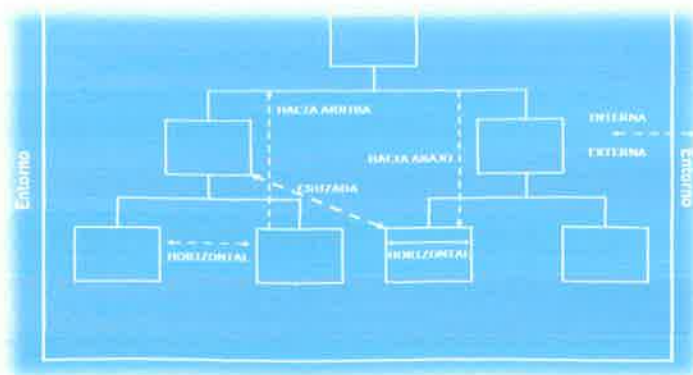 HACIA ARRIBA
INTERNA
HACIA ABAJO
EXTERNA
Entorno
CRUZADA
Entorno
HORIZONTAL
HORIZONTAL